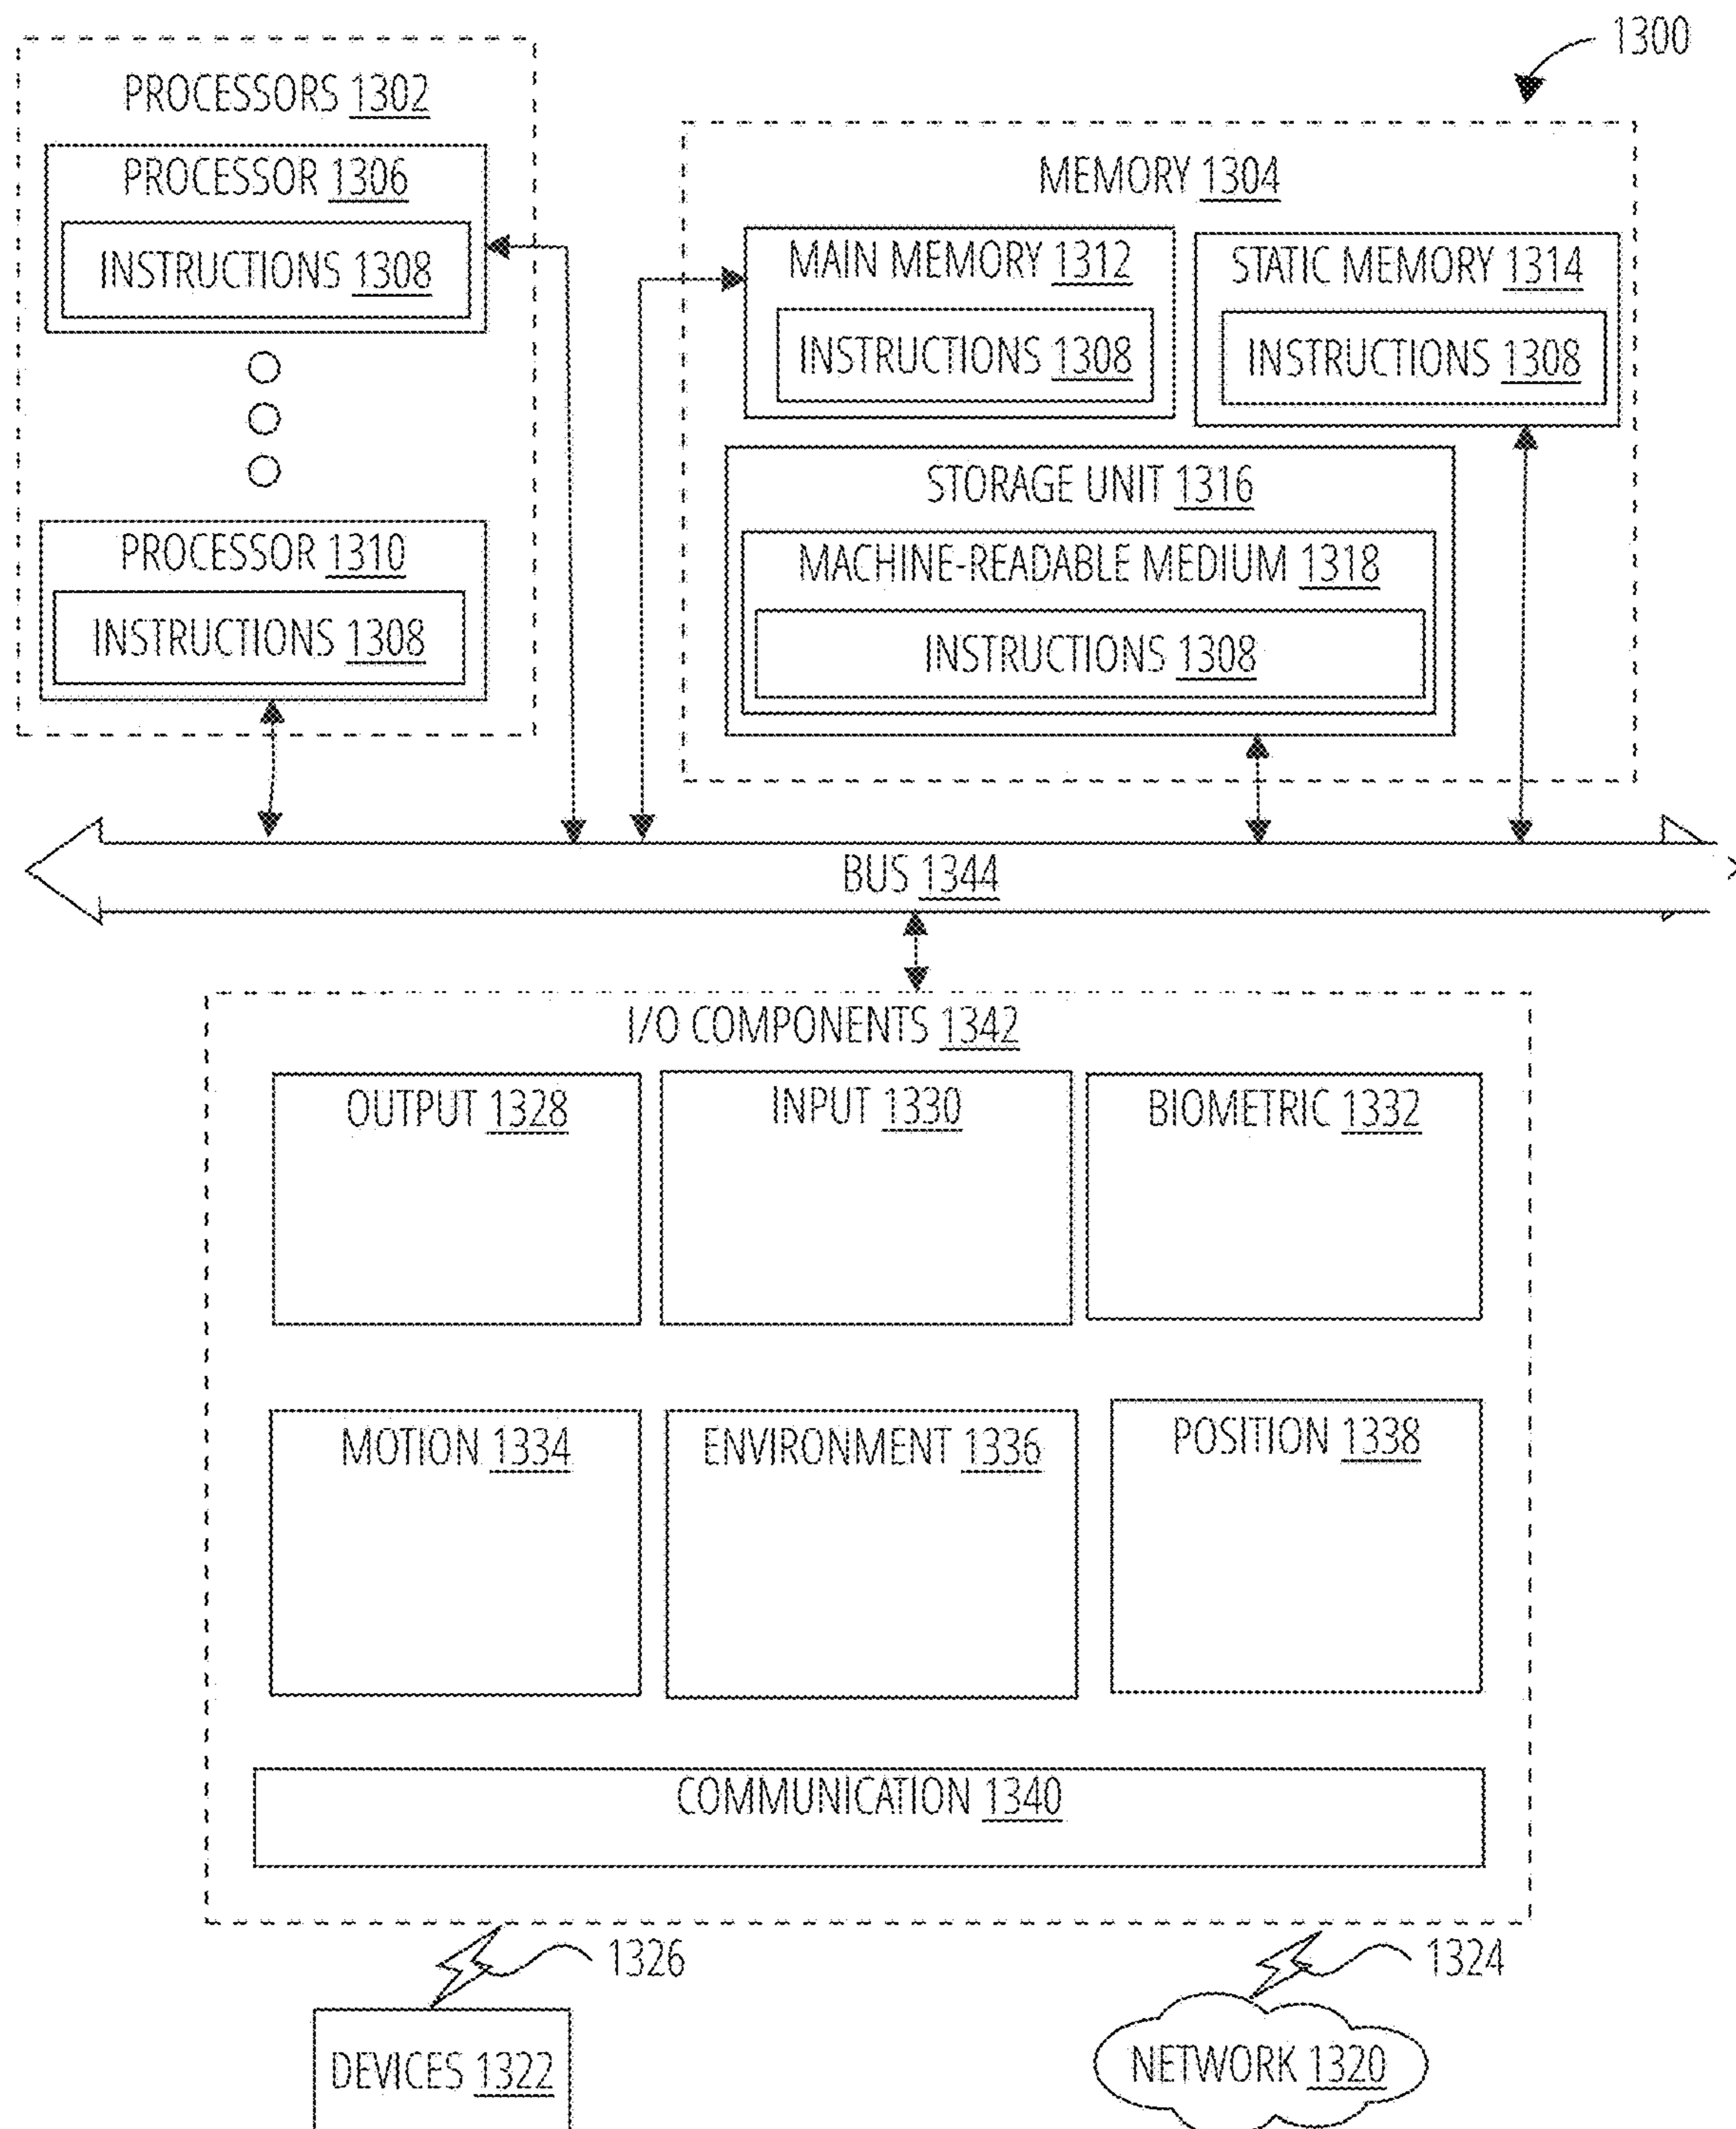 1300
PROCESSORS 1302
PROCESSOR 1306
INSTRUCTIONS 1308
PROCESSOR 1310
INSTRUCTIONS 1308
MEMORY 1304
MAIN MEMORY 1312
INSTRUCTIONS 1308
STATIC MEMORY 1314
INSTRUCTIONS 1308
STORAGE UNIT 1316
MACHINE-READABLE MEDIUM 1318
INSTRUCTIONS 1308
BUS 1344
I/O COMPONENTS 1342
OUTPUT 1328
INPUT 1330
BIOMETRIC 1332
MOTION 1334
ENVIRONMENT 1336
POSITION 1338
COMMUNICATION 1340
1326
1324
DEVICES 1322
NETWORK 1320